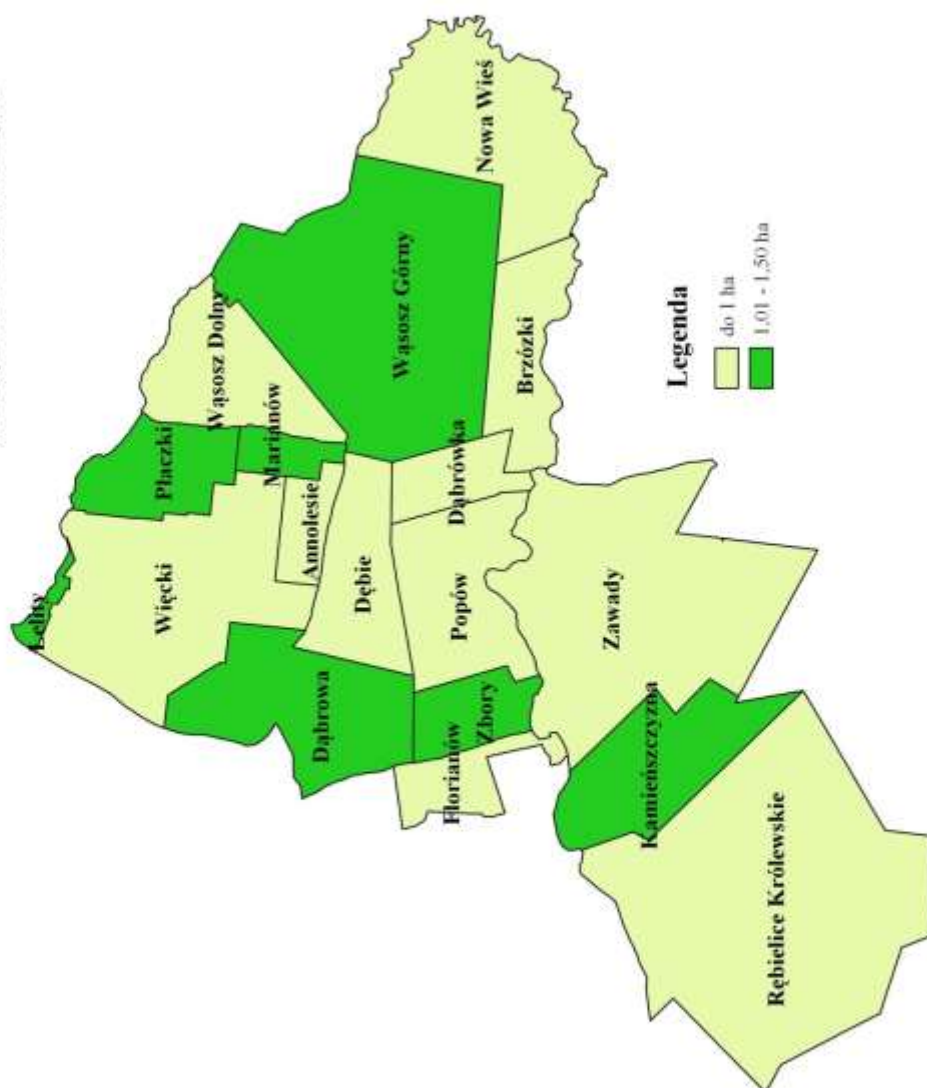 Łelity
Więcki
Płaczki
Wąsosz Dolny
Marianów
Annolesie
Dębie
Dąbrowa
Wąsosz Górny
Nowa Wieś
Brzózki
Dąbrówka
Popów
Zbory
Florianów
Zawady
Kamieńszczyzna
Rębielice Królewskie
Legenda
do 1 ha
1,01 - 1,50 ha